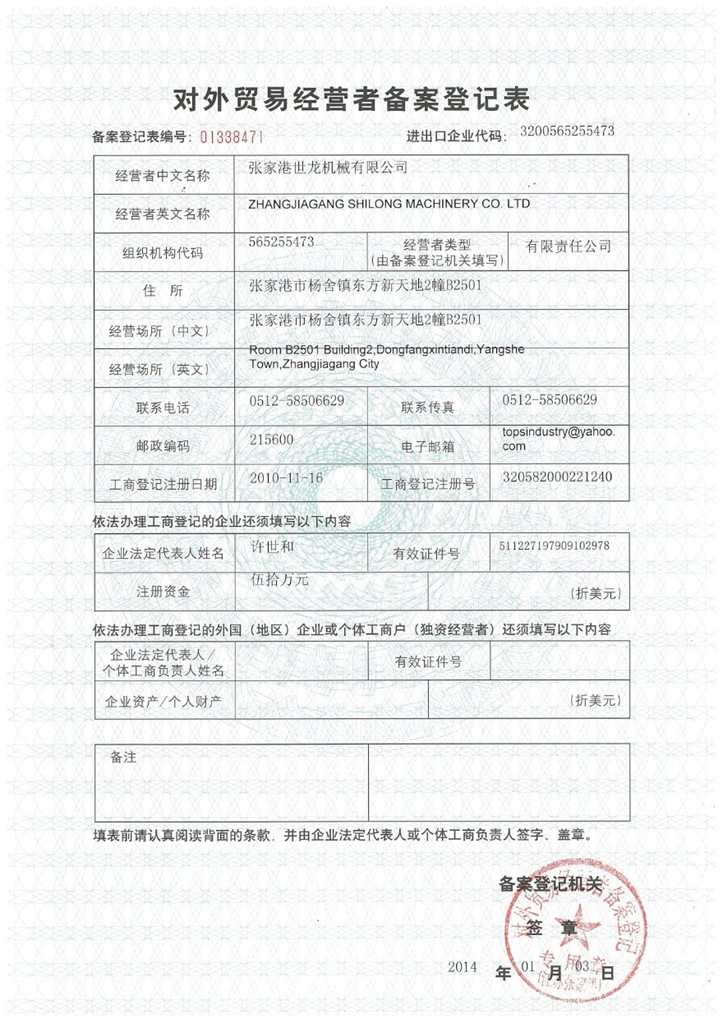 对外贸易经营者备案登记表
备案登记表编号：01338471 进出口企业代码：3200565255473
经营者中文名称 张家港世龙机械有限公司
经营者英文名称 ZHANGJIAGANG SHILONG MACHINERY CO. LTD
组织机构代码 565255473 经营者类型 有限责任公司
(由备案登记机关填写)
住 所 张家港市杨舍镇东方新天地2幢B2501
经营场所（中文） 张家港市杨舍镇东方新天地2幢B2501
经营场所（英文） Room B2501 Building2,Dongfangxintiandi,Yangshe
Town,Zhangjiagang City
联系电话 0512-58506629 联系传真 0512-58506629
邮政编码 215600 电子邮箱 topsindustry@yahoo.
com
工商登记注册日期 2010-11-16 工商登记注册号 320582000221240
依法办理工商登记的企业还须填写以下内容
企业法定代表人姓名 许世和 有效证件号 511227197909102978
注册资金 伍拾万元 (折美元)
依法办理工商登记的外国（地区）企业或个体工商户（独资经营者）还须填写以下内容
企业法定代表人/ 有效证件号
个体工商负责人姓名
企业资产/个人财产 (折美元)
备注
填表前请认真阅读背面的条款，并由企业法定代表人或个体工商负责人签字、盖章。
备案登记机关
签 章
2014 年 01 月 03 日
专用章